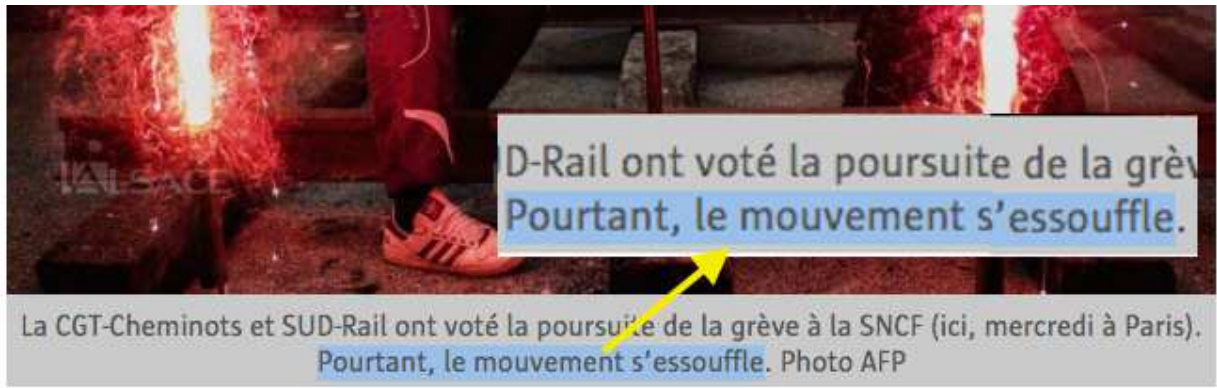 L'ALSACE
D-Rail ont voté la poursuite de la grèv
Pourtant, le mouvement s'essouffle.
La CGT-Cheminots et SUD-Rail ont voté la poursuite de la grève à la SNCF (ici, mercredi à Paris).
Pourtant, le mouvement s'essouffle. Photo AFP